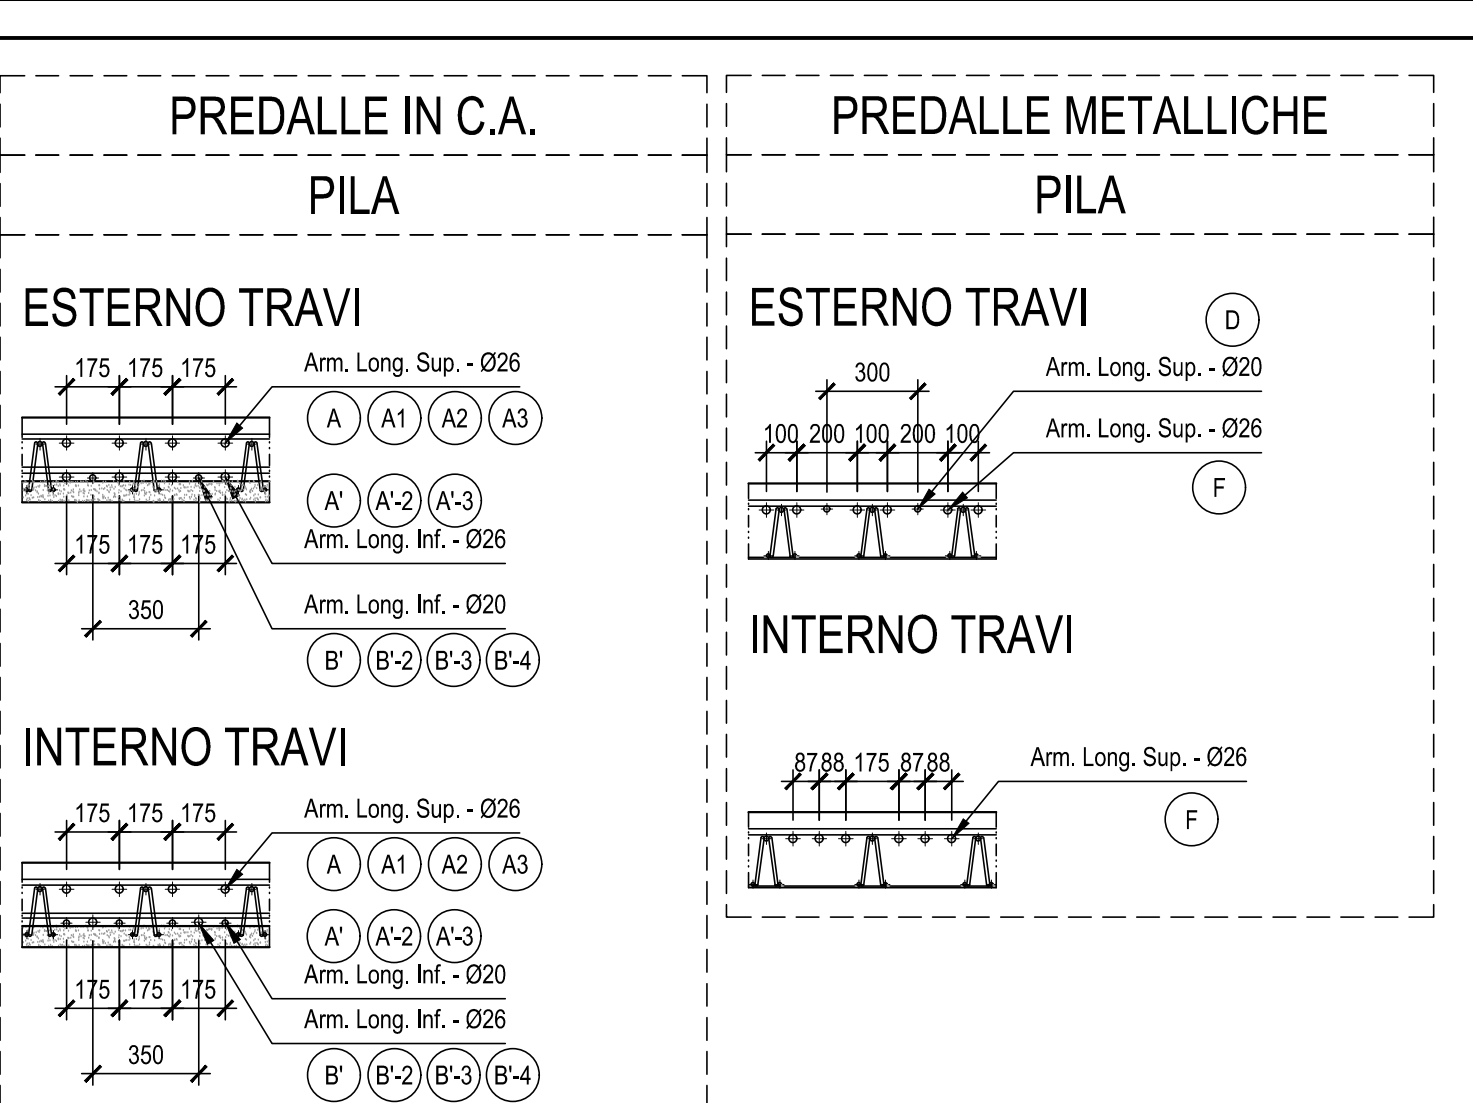 PREDALLE IN C.A.
PILA
ESTERNO TRAVI
175 175 175
Arm. Long. Sup. - Ø26
A A1 A2 A3
A' A'-2 A'-3
Arm. Long. Inf. - Ø26
175 175 175
350
Arm. Long. Inf. - Ø20
B' B'-2 B'-3 B'-4
INTERNO TRAVI
175 175 175
Arm. Long. Sup. - Ø26
A A1 A2 A3
A' A'-2 A'-3
Arm. Long. Inf. - Ø20
175 175 175
Arm. Long. Inf. - Ø26
350
B' B'-2 B'-3 B'-4
PREDALLE METALLICHE
PILA
ESTERNO TRAVI
D
300
Arm. Long. Sup. - Ø20
100 200 100 200 100
Arm. Long. Sup. - Ø26
F
INTERNO TRAVI
87 88 175 87 88
Arm. Long. Sup. - Ø26
F